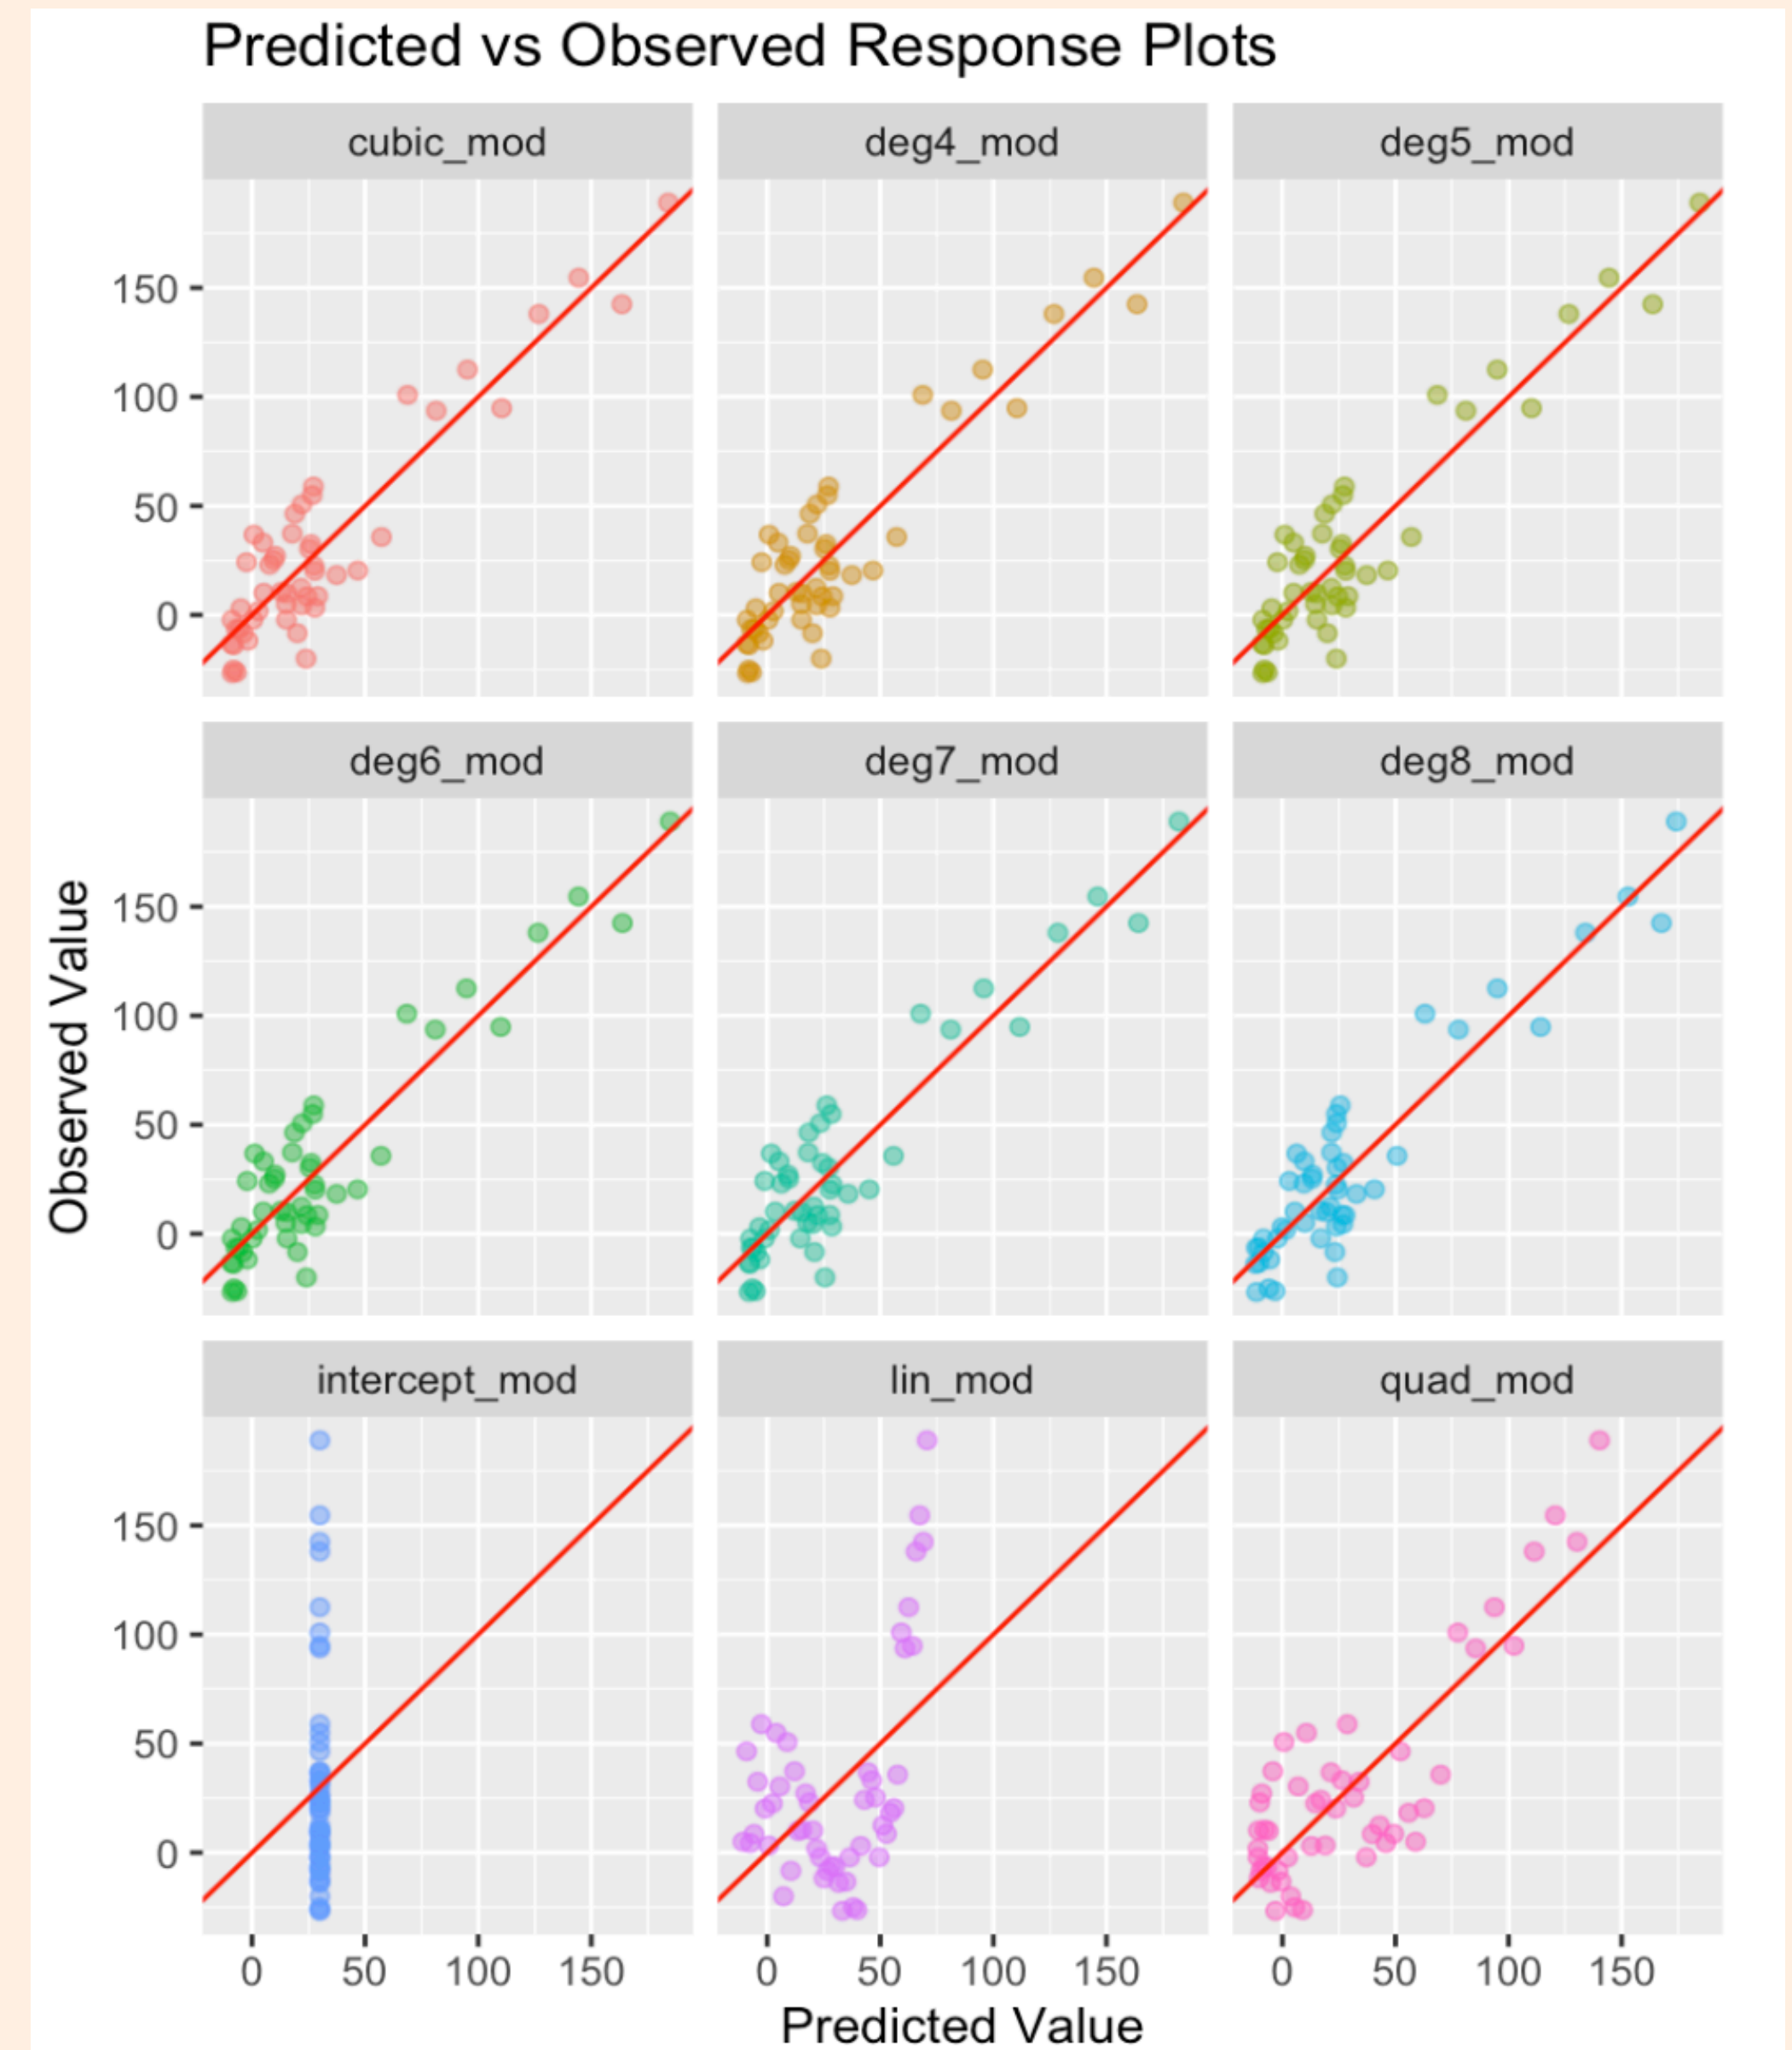 Predicted vs Observed Response Plots
cubic_mod deg4_mod deg5_mod
150
100
50
0
deg6_mod deg7_mod deg8_mod
150
100
50
0
intercept_mod lin_mod quad_mod
150
100
50
0
0 50 100 150 0 50 100 150 0 50 100 150
Predicted Value
Observed Value